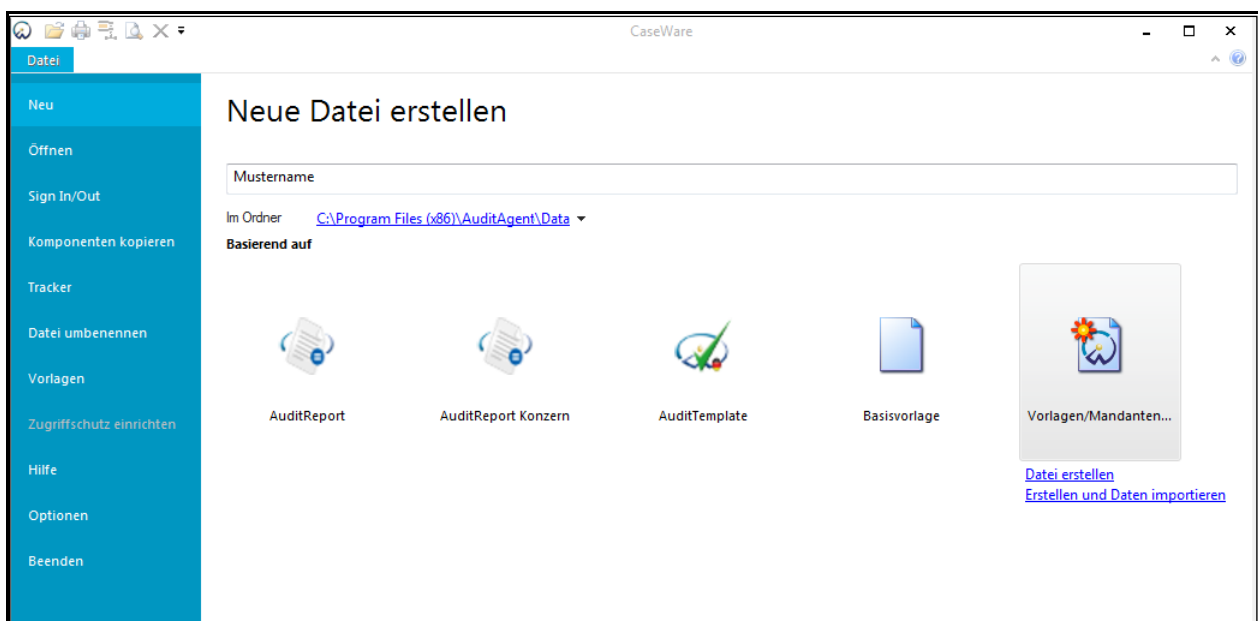 CaseWare
Datei
Neu
Öffnen
Sign In/Out
Komponenten kopieren
Tracker
Datei umbenennen
Vorlagen
Zugriffschutz einrichten
Hilfe
Optionen
Beenden
Neue Datei erstellen
Mustername
Im Ordner C:\Program Files (x86)\AuditAgent\Data
Basierend auf
AuditReport
AuditReport Konzern
AuditTemplate
Basisvorlage
Vorlagen/Mandanten...
Datei erstellen
Erstellen und Daten importieren